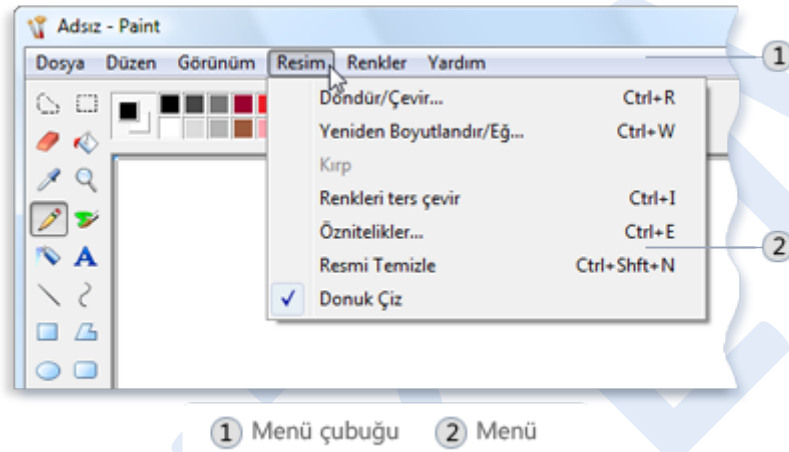 Adsız - Paint
Dosya Düzen Görünüm Resim Renkler Yardım
1
Döndür/Çevir... Ctrl+R
Yeniden Boyutlandır/Eğ... Ctrl+W
Kırp
Renkleri ters çevir Ctrl+I
Öznitelikler... Ctrl+E
2
Resmi Temizle Ctrl+Shft+N
Donuk Çiz
A
1 Menü çubuğu 2 Menü